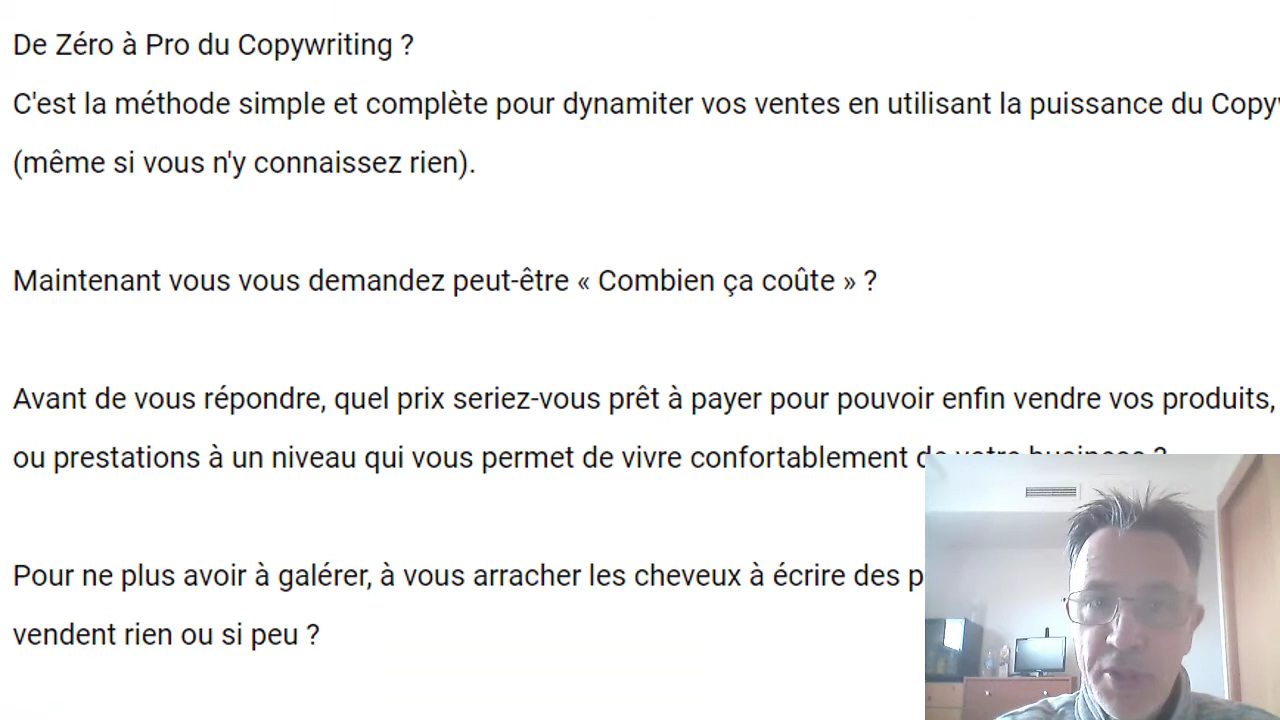 De Zéro à Pro du Copywriting ?
C'est la méthode simple et complète pour dynamiter vos ventes en utilisant la puissance du
(même si vous n'y connaissez rien).
Maintenant vous vous demandez peut-être « Combien ça coûte » ?
Avant de vous répondre, quel prix seriez-vous prêt à payer pour pouvoir enfin vendre vos produits,
ou prestations à un niveau qui vous permet de vivre confortablement de votre business ?
Pour ne plus avoir à galérer, à vous arracher les cheveux à écrire des
vendent rien ou si peu ?